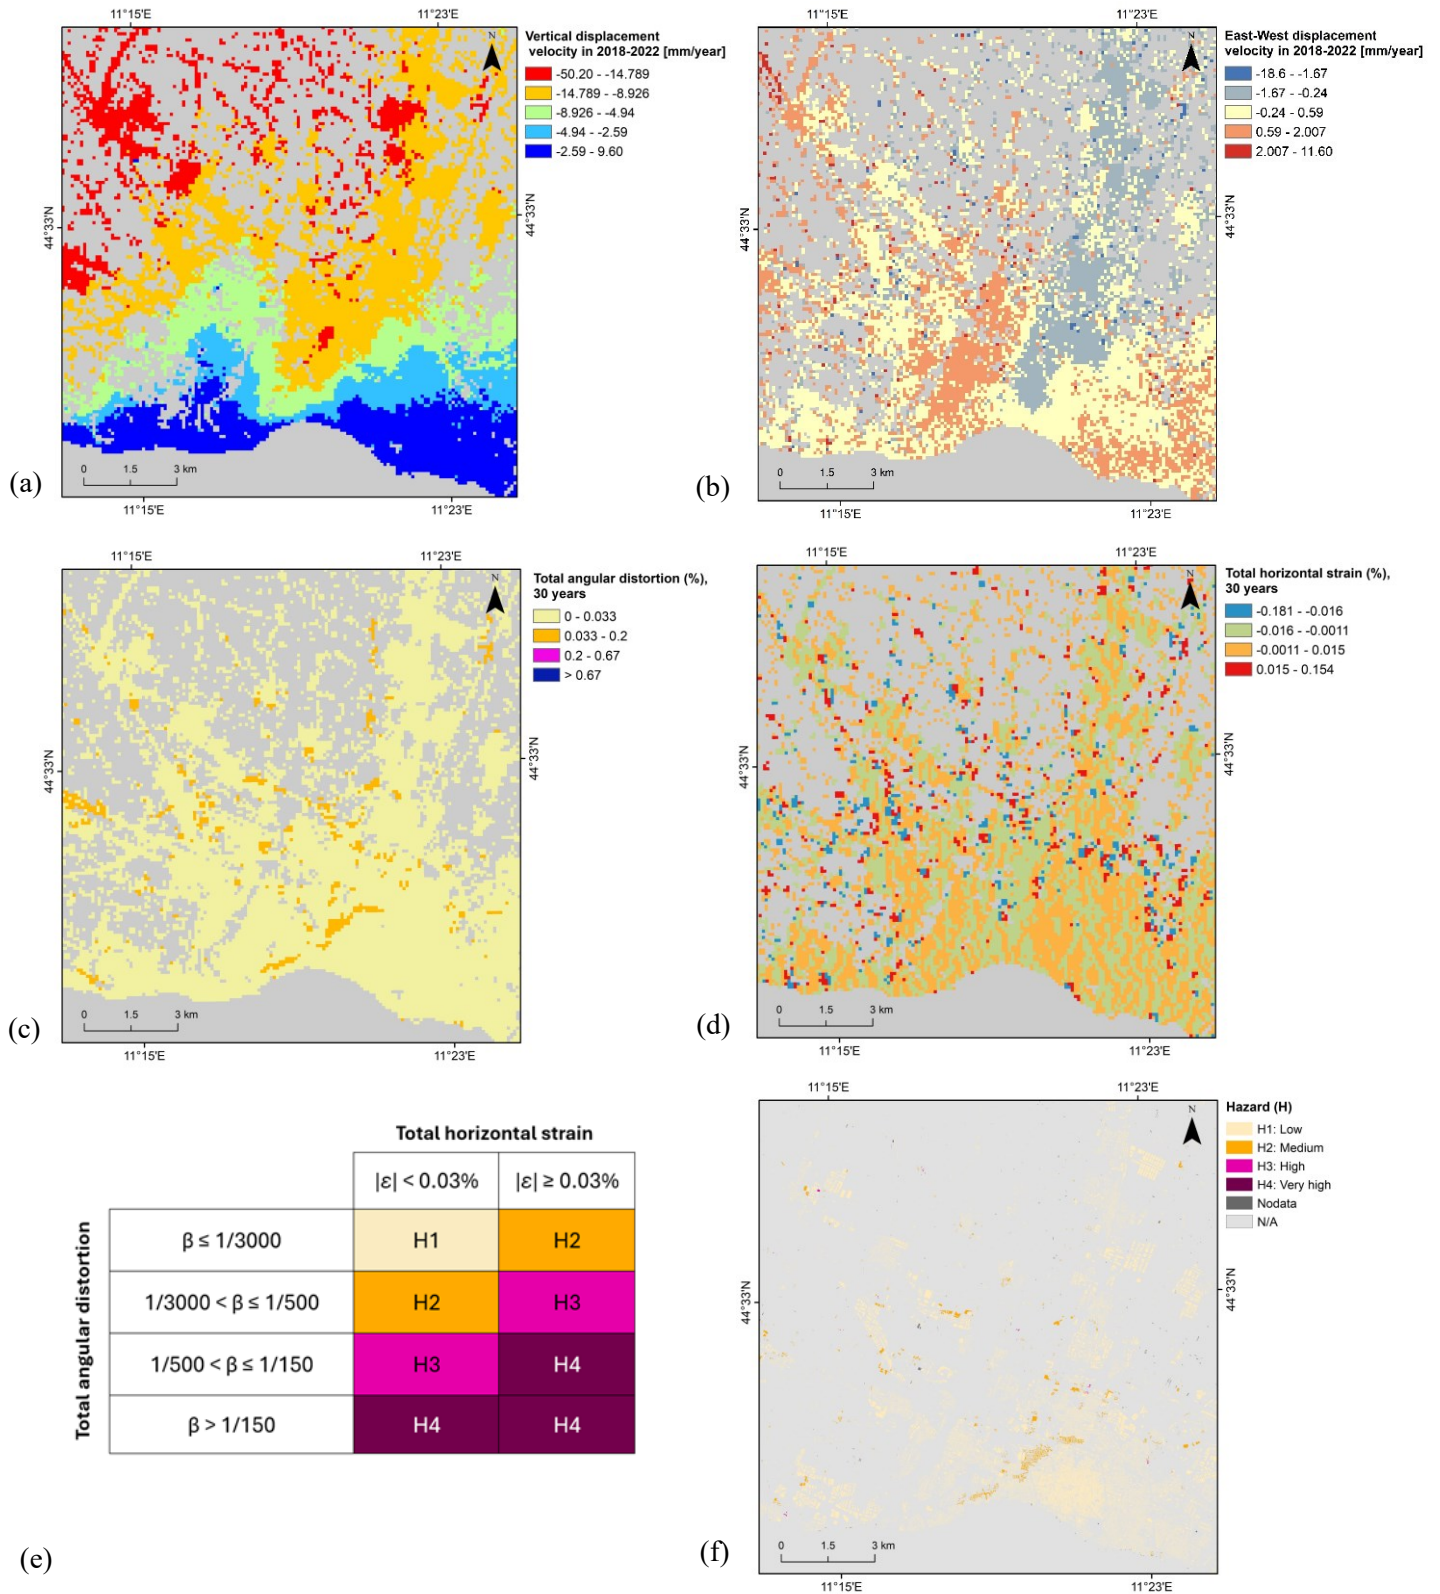 11°15'E
11°23'E
N
Vertical displacement
velocity in 2018-2022 [mm/year]
-50.20 - -14.789
-14.789 - -8.926
-8.926 - -4.94
-4.94 - -2.59
-2.59 - 9.60
44°33'N
44°33'N
0 1.5 3 km
11°15'E
11°23'E
(a)
11°15'E
11°23'E
N
East-West displacement
velocity in 2018-2022 [mm/year]
-18.6 - -1.67
-1.67 - -0.24
-0.24 - 0.59
0.59 - 2.007
2.007 - 11.60
44°33'N
44°33'N
0 1.5 3 km
11°15'E
11°23'E
(b)
11°15'E
11°23'E
N
Total angular distortion (%),
30 years
0 - 0.033
0.033 - 0.2
0.2 - 0.67
> 0.67
44°33'N
44°33'N
0 1.5 3 km
11°15'E
11°23'E
(c)
11°15'E
11°23'E
N
Total horizontal strain (%),
30 years
-0.181 - -0.016
-0.016 - -0.0011
-0.0011 - 0.015
0.015 - 0.154
44°33'N
44°33'N
0 1.5 3 km
11°15'E
11°23'E
(d)
Total horizontal strain
|ε| < 0.03% |ε| ≥ 0.03%
Total angular distortion
β ≤ 1/3000 H1 H2
1/3000 < β ≤ 1/500 H2 H3
1/500 < β ≤ 1/150 H3 H4
β > 1/150 H4 H4
(e)
11°15'E
11°23'E
N
Hazard (H)
H1: Low
H2: Medium
H3: High
H4: Very high
Nodata
N/A
44°33'N
44°33'N
0 1.5 3 km
11°15'E
11°23'E
(f)